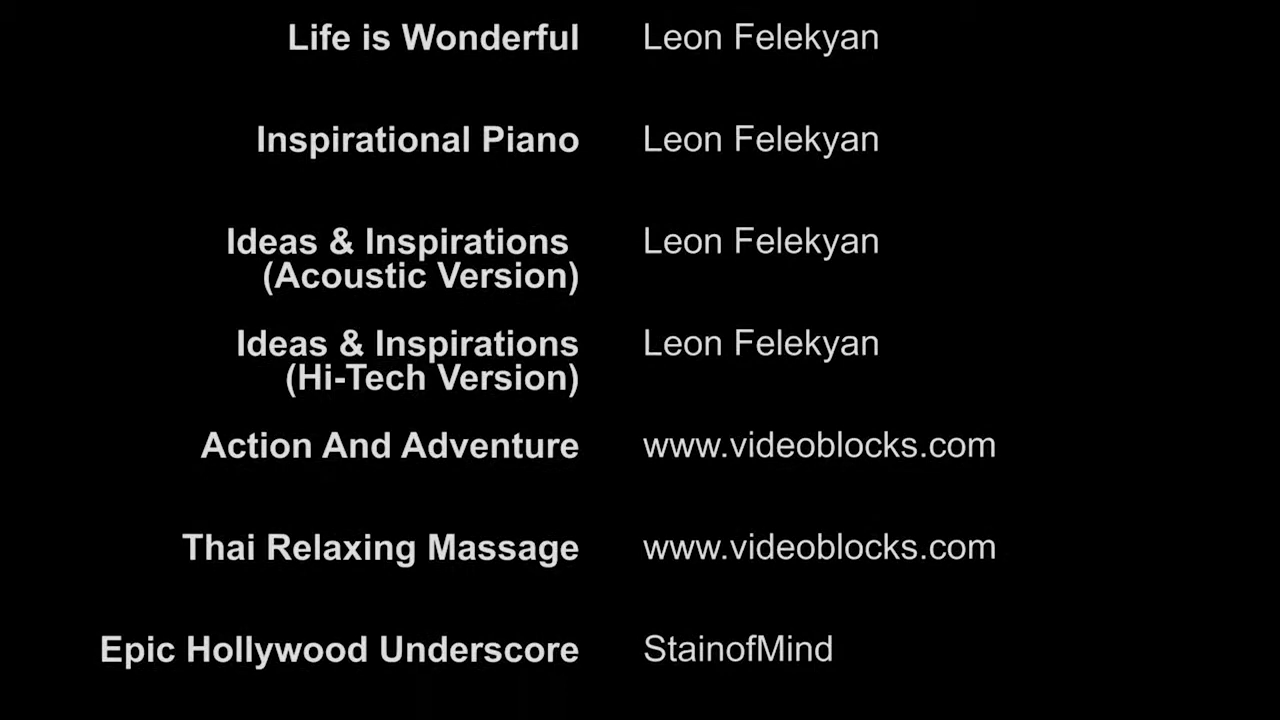 Life is Wonderful Leon Felekyan
Inspirational Piano Leon Felekyan
Ideas & Inspirations Leon Felekyan
(Acoustic Version)
Ideas & Inspirations Leon Felekyan
(Hi-Tech Version)
Action And Adventure www.videoblocks.com
Thai Relaxing Massage www.videoblocks.com
Epic Hollywood Underscore StainofMind